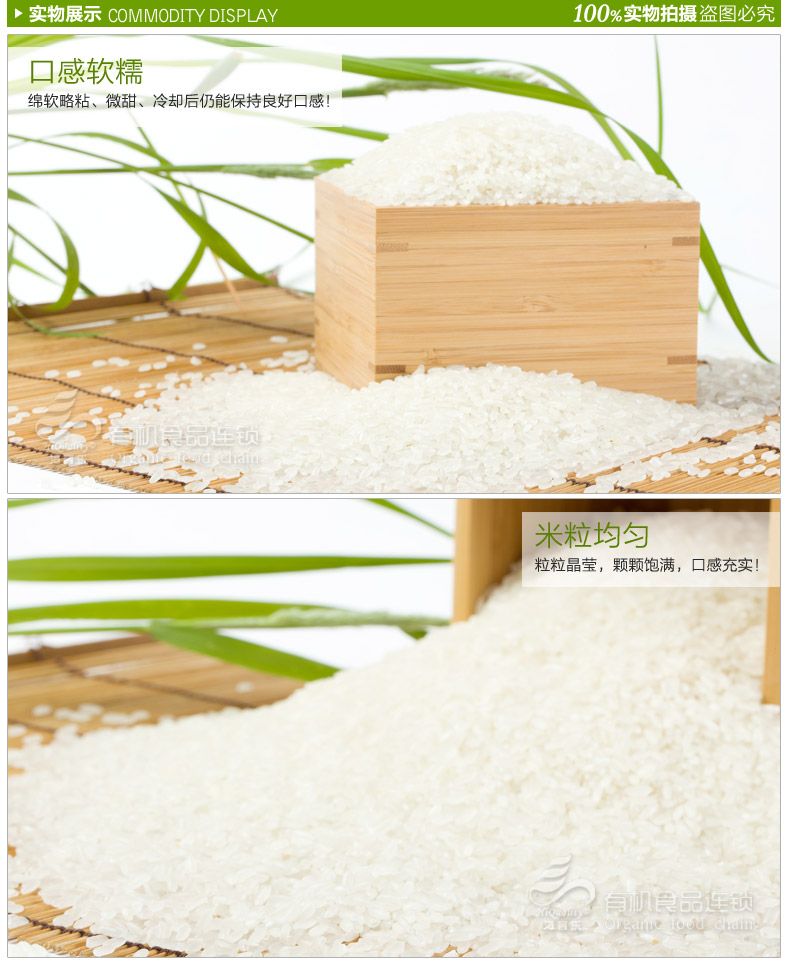 实物展示 COMMODITY DISPLAY
100%实物拍摄盗图必究
口感软糯
绵软略粘、微甜、冷却后仍能保持良好口感!
有机食品连锁
Organic food chain
米粒均匀
粒粒晶莹，颗颗饱满，口感充实!
有机食品连锁
Organic food chain